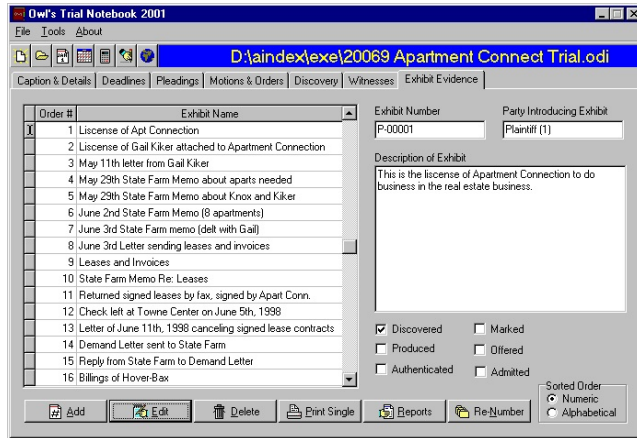 Owl's Trial Notebook 2001
File Tools About
D:\aindex\exe\20069 Apartment Connect Trial.odi
Caption & Details Deadlines Pleadings Motions & Orders Discovery Witnesses Exhibit Evidence
Order # Exhibit Name
1 Liscense of Apt Connection
2 Liscense of Gail Kiker attached to Apartment Connection
3 May 11th letter from Gail Kiker
4 May 29th State Farm Memo about aparts needed
5 May 29th State Farm Memo about Knox and Kiker
6 June 2nd State Farm Memo (8 apartments)
7 June 3rd State Farm memo (delt with Gail)
8 June 3rd Letter sending leases and invoices
9 Leases and Invoices
10 State Farm Memo Re: Leases
11 Returned signed leases by fax, signed by Apart Conn.
12 Check left at Towne Center on June 5th, 1998
13 Letter of June 11th, 1998 canceling signed lease contracts
14 Demand Letter sent to State Farm
15 Reply from State Farm to Demand Letter
16 Billings of Hover-Bax
Exhibit Number Party Introducing Exhibit
P-00001 Plaintiff (1)
Description of Exhibit
This is the liscense of Apartment Connection to do
business in the real estate business.
Discovered Marked
Produced Offered
Authenticated Admitted
Sorted Order
Numeric
Alphabetical
Add Edit Delete Print Single Reports Re-Number